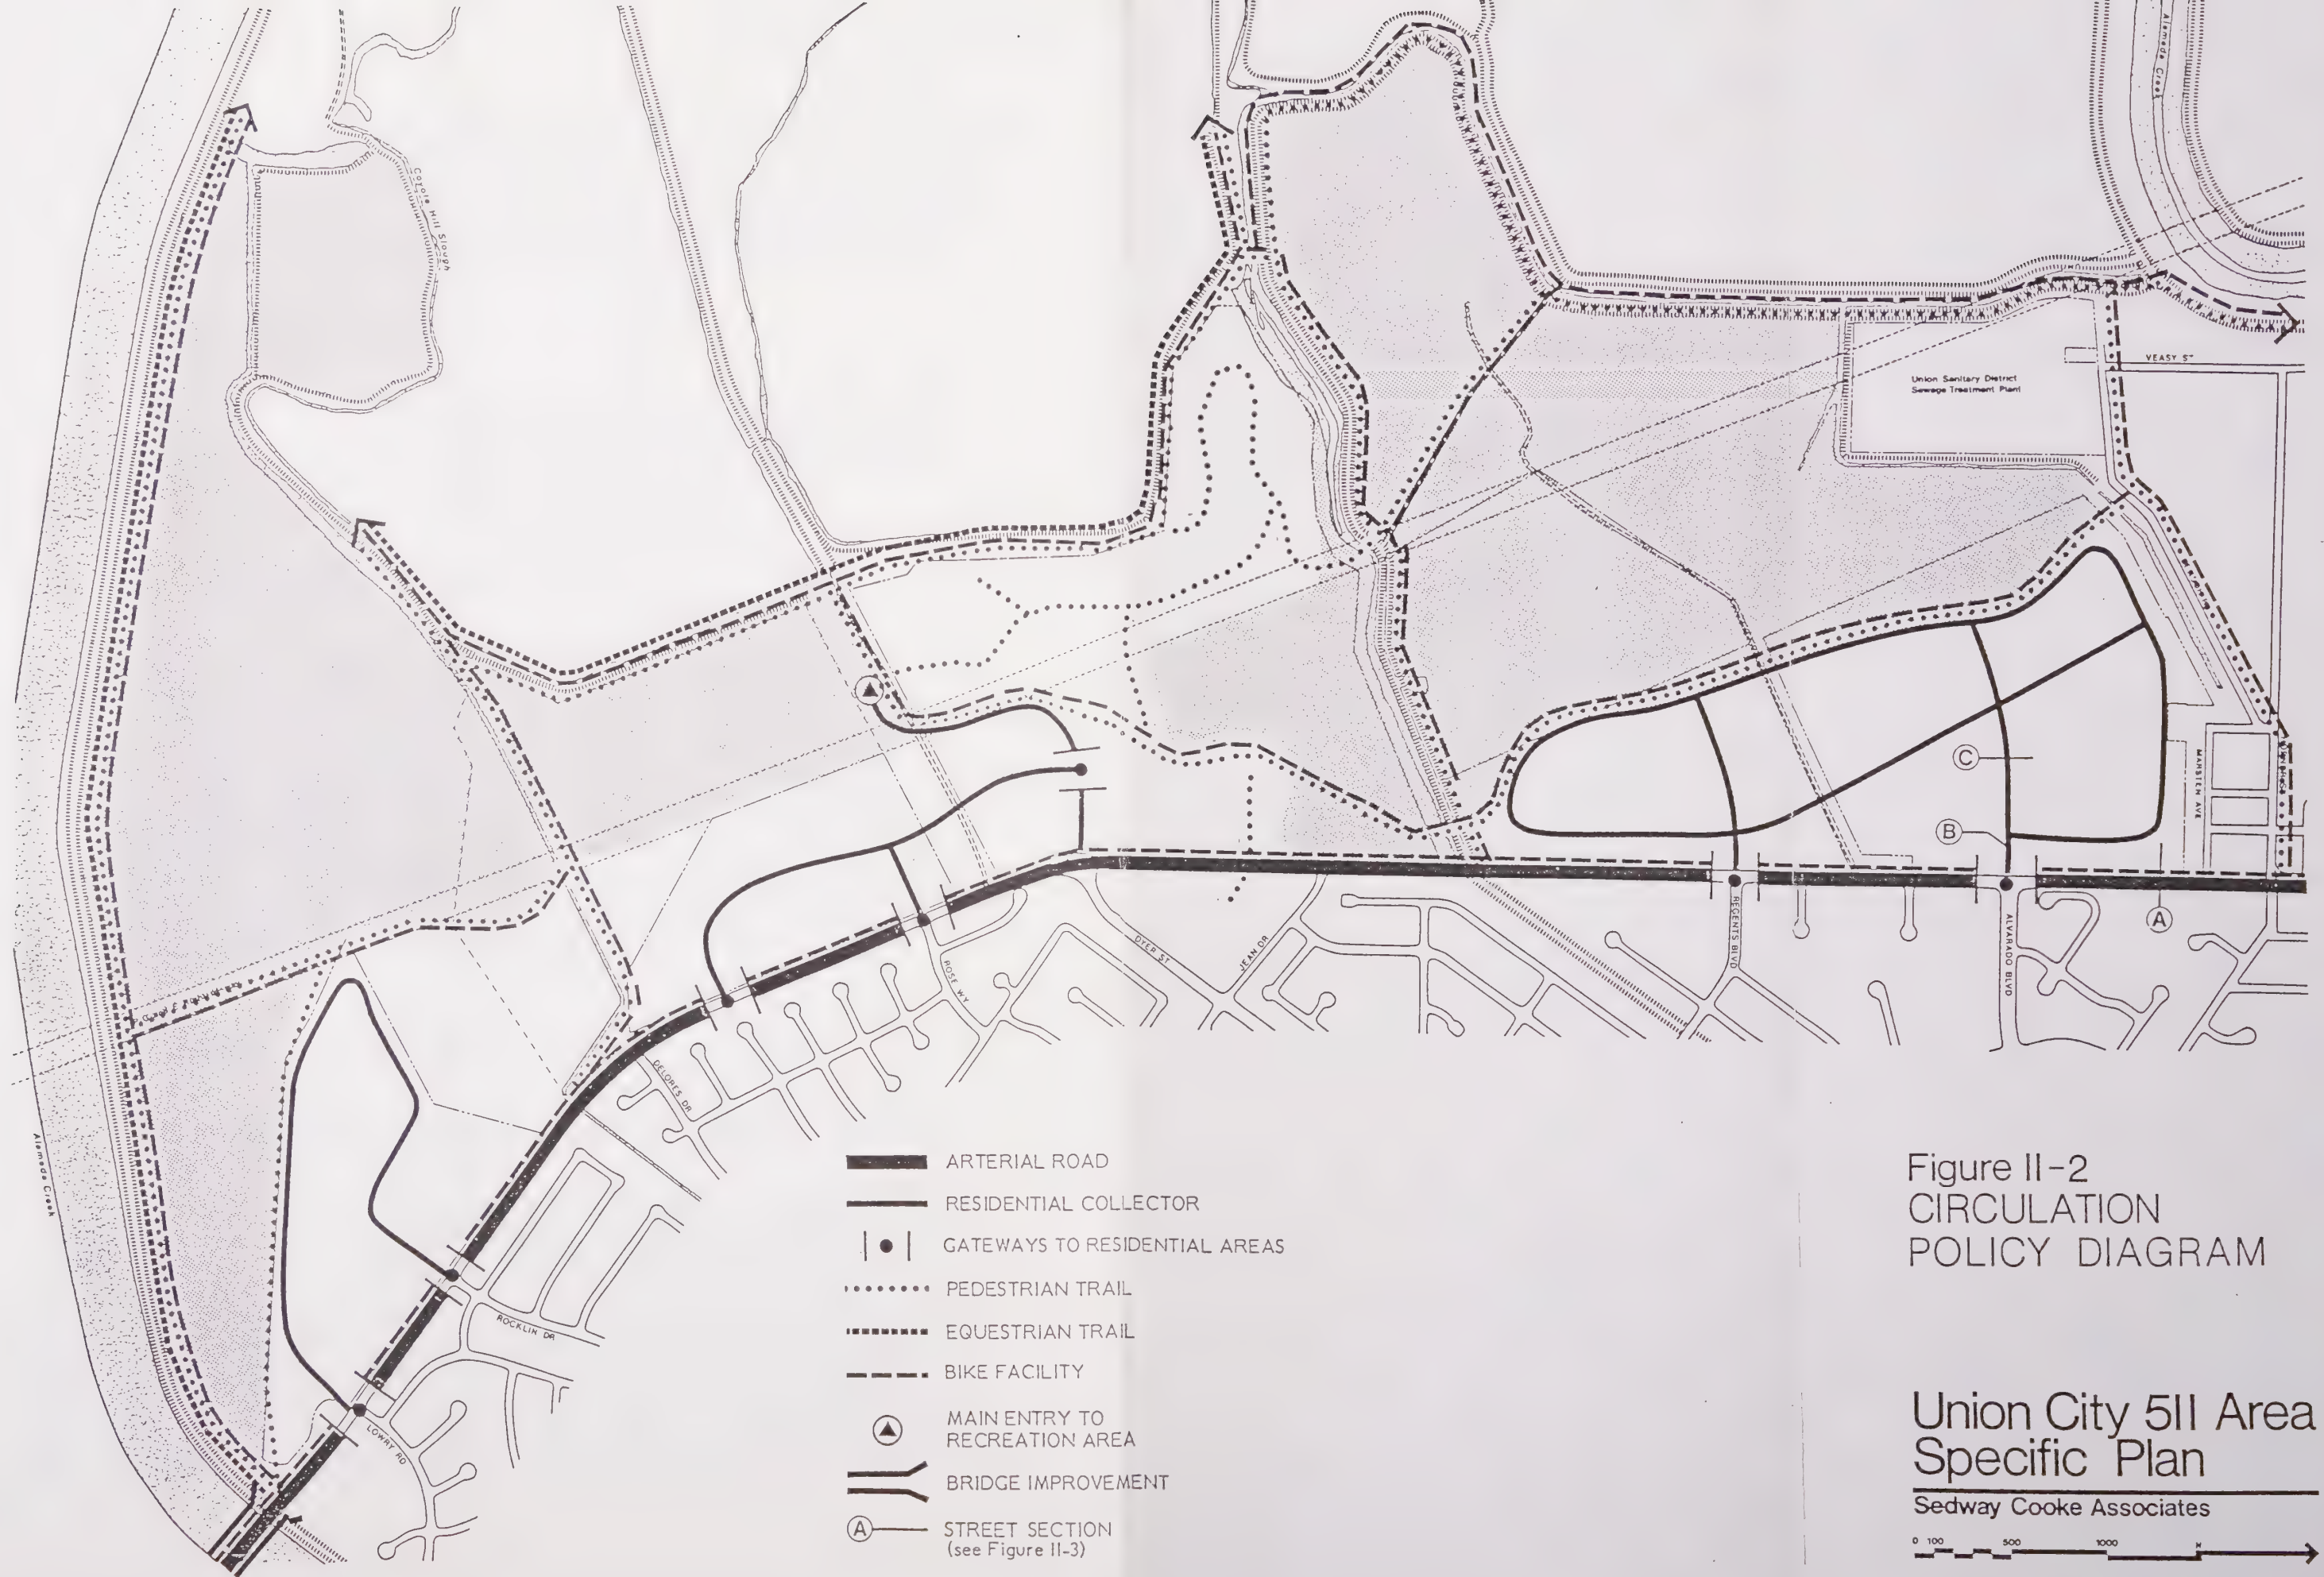 Alameda Creek
Coyote Hill Slough
VEASY ST
Union Sanitary District
Sewage Treatment Plant
MARSTEN AVE
C
B
A
REGENTS BLVD
ALVARADO BLVD
DYER ST
JEAN DR
ROSE WY
DELORES DR
Alameda Creek
ROCKLIN DR
LOWRY RD
ARTERIAL ROAD
RESIDENTIAL COLLECTOR
GATEWAYS TO RESIDENTIAL AREAS
PEDESTRIAN TRAIL
EQUESTRIAN TRAIL
BIKE FACILITY
MAIN ENTRY TO
RECREATION AREA
BRIDGE IMPROVEMENT
A STREET SECTION
(see Figure II-3)
Figure II-2
CIRCULATION
POLICY DIAGRAM
Union City 511 Area
Specific Plan
Sedway Cooke Associates
0 100 500 1000 N